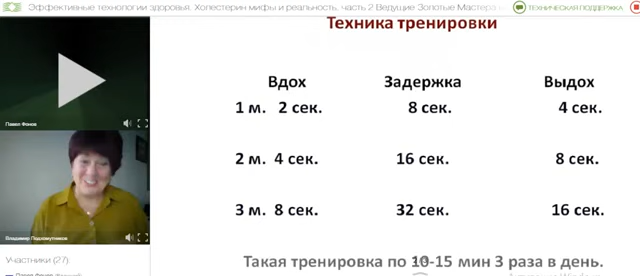 Эффективные технологии здоровья. Холестерин мифы и реальность. часть 2 Ведущие Золотые Мастера
ТЕХНИЧЕСКАЯ ПОДДЕРЖКА
Техника тренировки
Вдох Задержка Выдох
1 м. 2 сек. 8 сек. 4 сек.
2 м. 4 сек. 16 сек. 8 сек.
3 м. 8 сек. 32 сек. 16 сек.
Такая тренировка по 10-15 мин 3 раза в день.
Павел Фонов
Владимир Подхомутников
Участники (27)